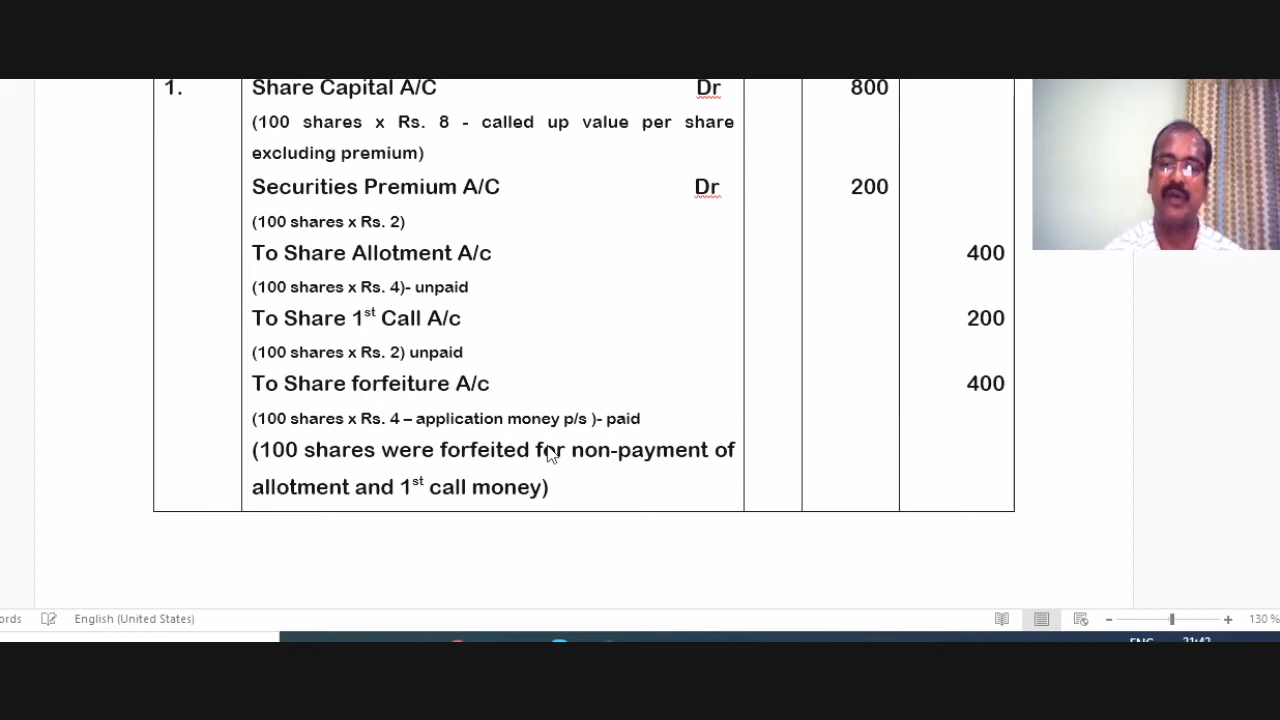 1. Share Capital A/C Dr 800
(100 shares x Rs. 8 - called up value per share
excluding premium)
Securities Premium A/C Dr 200
(100 shares x Rs. 2)
To Share Allotment A/c 400
(100 shares x Rs. 4)- unpaid
To Share 1st Call A/c 200
(100 shares x Rs. 2) unpaid
To Share forfeiture A/c 400
(100 shares x Rs. 4 – application money p/s )- paid
(100 shares were forfeited for non-payment of
allotment and 1st call money)
ords English (United States) 130 %